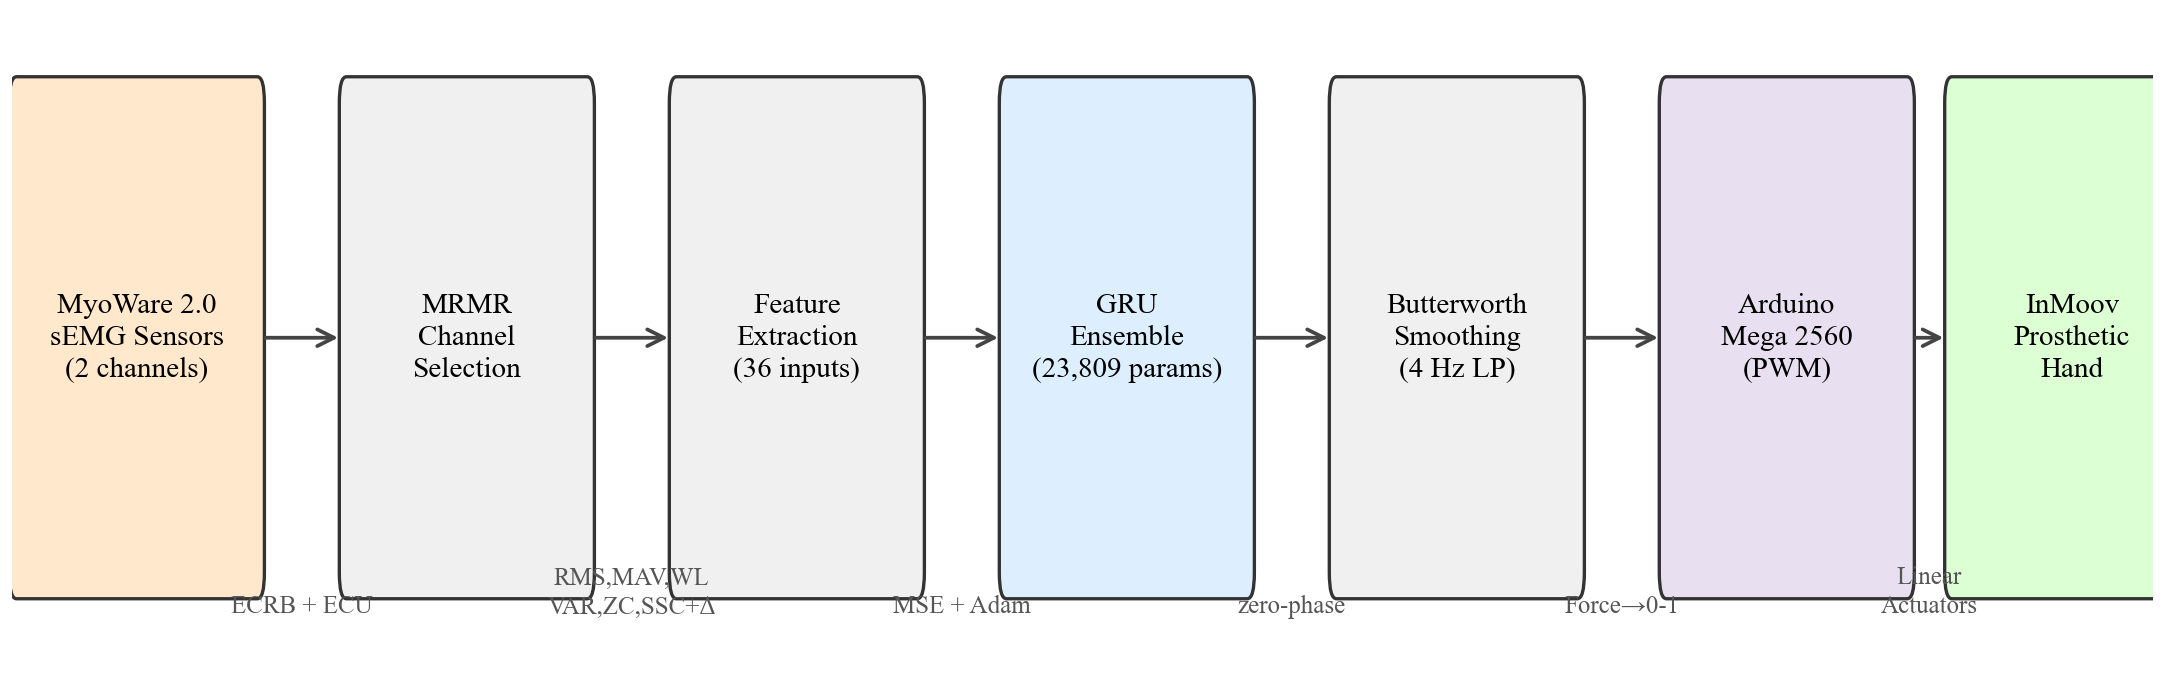 MyoWare 2.0
sEMG Sensors
(2 channels)
MRMR
Channel
Selection
Feature
Extraction
(36 inputs)
GRU
Ensemble
(23,809 params)
Butterworth
Smoothing
(4 Hz LP)
Arduino
Mega 2560
(PWM)
InMoov
Prosthetic
Hand
ECRB + ECU
RMS,MAV,WL
VAR,ZC,SSC+Δ
MSE + Adam
zero-phase
Force→0-1
Linear
Actuators